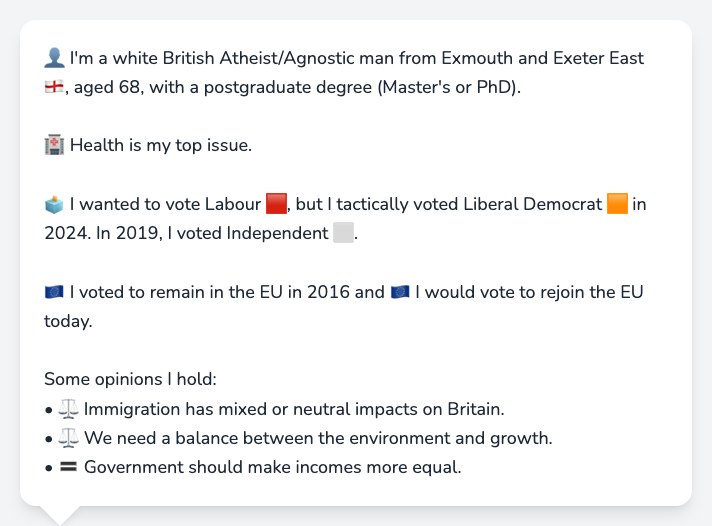 👤 I'm a white British Atheist/Agnostic man from Exmouth and Exeter East
🏴󠁧󠁢󠁥󠁮󠁧󠁿, aged 68, with a postgraduate degree (Master's or PhD).
🏥 Health is my top issue.
🗳️ I wanted to vote Labour 🟥, but I tactically voted Liberal Democrat 🟧 in
2024. In 2019, I voted Independent ⬜.
🇪🇺 I voted to remain in the EU in 2016 and 🇪🇺 I would vote to rejoin the EU
today.
Some opinions I hold:
• ⚖️ Immigration has mixed or neutral impacts on Britain.
• ⚖️ We need a balance between the environment and growth.
• 🟰 Government should make incomes more equal.